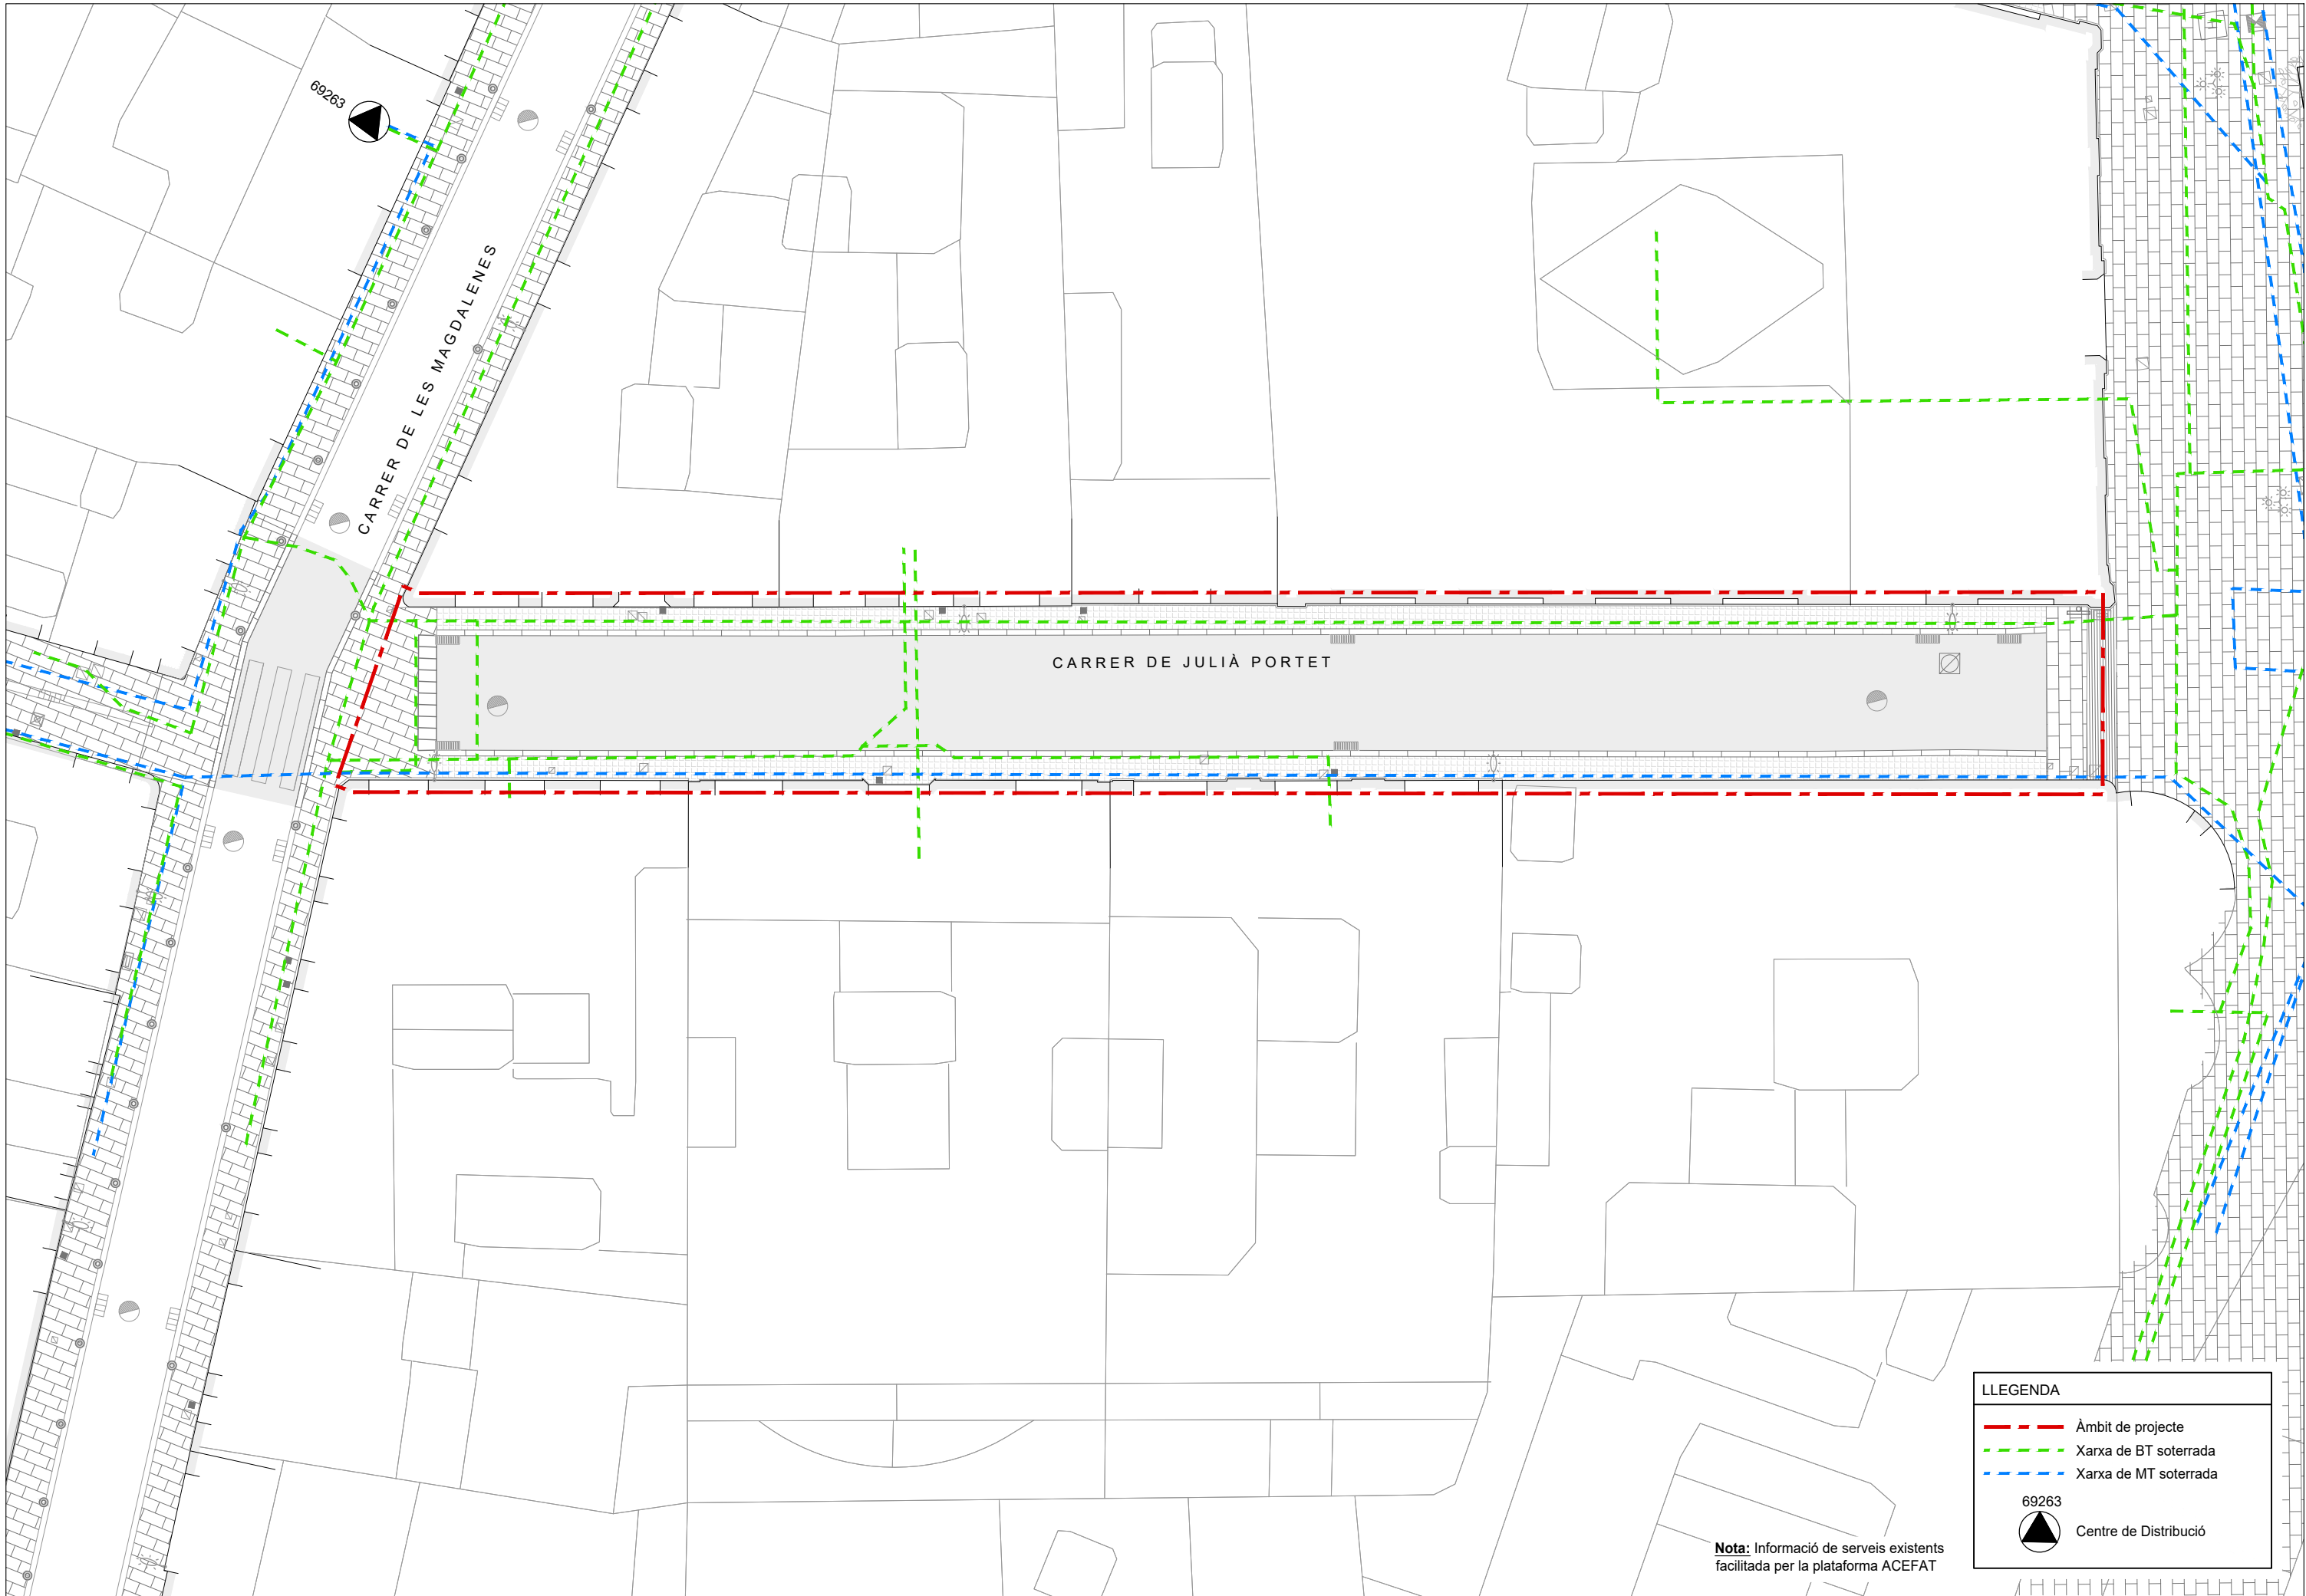 69263
CARRER DE LES MAGDALENES
CARRER DE JULIÀ PORTET
LLEGENDA
Àmbit de projecte
Xarxa de BT soterrada
Xarxa de MT soterrada
69263
Centre de Distribució
Nota: Informació de serveis existents
facilitada per la plataforma ACEFAT